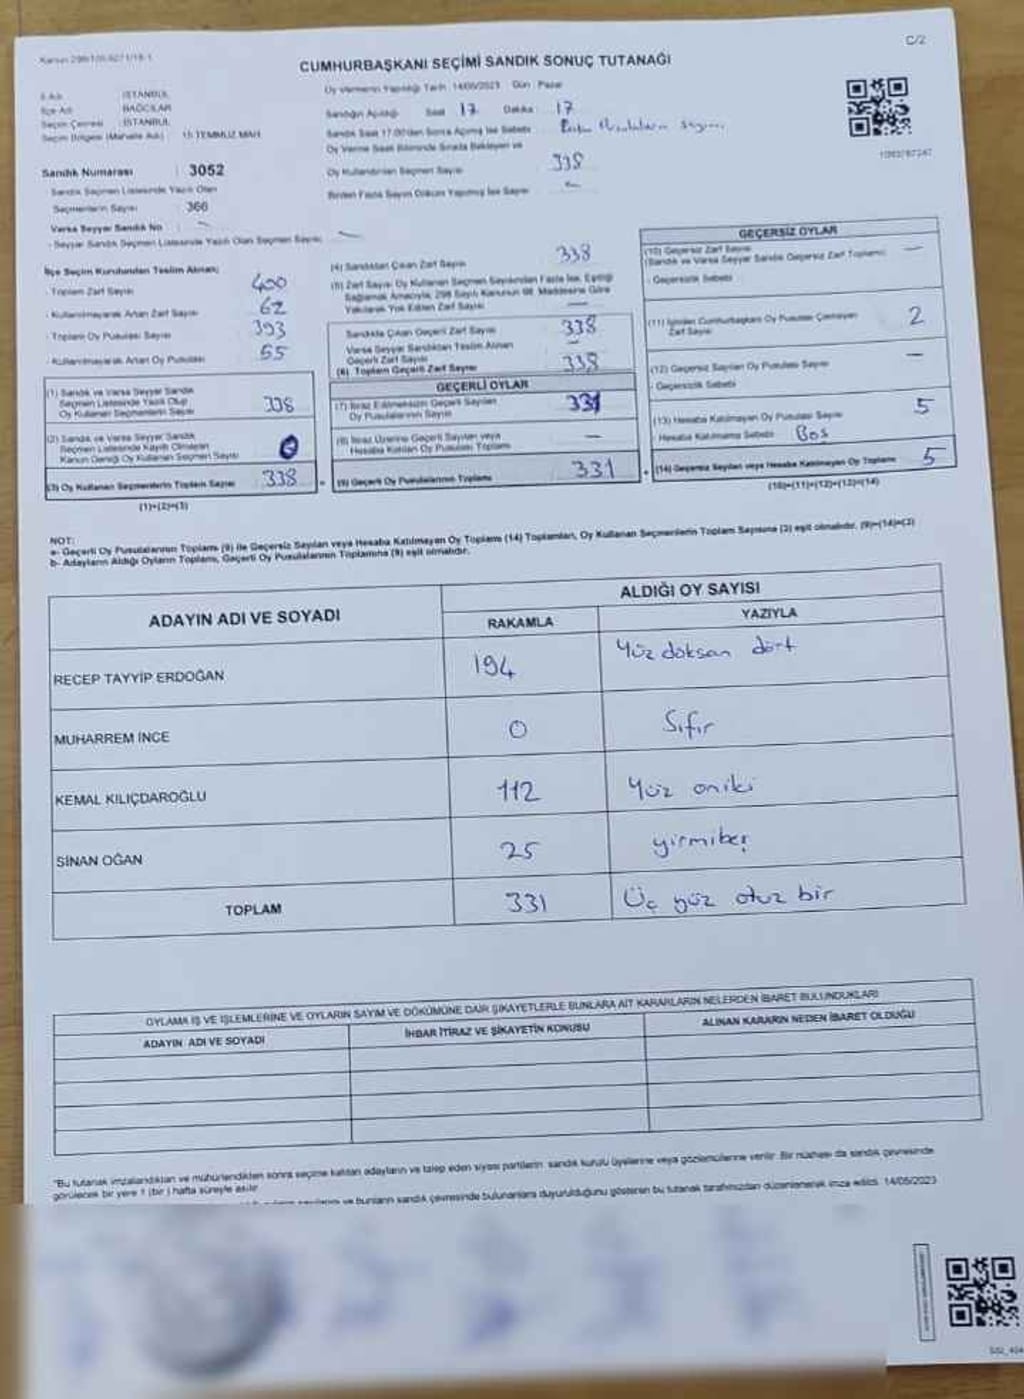 C/2
CUMHURBAŞKANI SEÇİMİ SANDIK SONUÇ TUTANAĞI
İl Adı : İSTANBUL
İlçe Adı : BAĞCILAR
Seçim Çevresi : İSTANBUL
Seçim Bölgesi (Mahalle Adı) : 15 TEMMUZ MAH.
Sandık Numarası : 3052
Sandık Seçmen Listesinde Yazılı Olan
Seçmenlerin Sayısı : 366
Varsa Seyyar Sandık No : -
- Seyyar Sandık Seçmen Listesinde Yazılı Olan Seçmen Sayısı: -
Oy Vermenin Yapıldığı Tarih: 14/05/2023 Gün : Pazar
Sandığın Açıldığı Saat 17 Dakika : 17
Sandık Saat 17.00'den Sonra Açılmış İse Sebebi
Oy Verme Saati Bitiminde Sırada Bekleyen ve
Oy Kullandırılan Seçmen Sayısı 338
Birden Fazla Sayım Döküm Yapılmış İse Sayısı -
İlçe Seçim Kurulundan Teslim Alınan;
- Toplam Zarf Sayısı 400
- Kullanılmayarak Artan Zarf Sayısı 62
- Toplam Oy Pusulası Sayısı 393
- Kullanılmayarak Artan Oy Pusulası 55
(1) Sandık ve Varsa Seyyar Sandık
Seçmen Listesinde Yazılı Olup
Oy Kullanan Seçmenlerin Sayısı 338
(2) Sandık ve Varsa Seyyar Sandık
Seçmen Listesinde Kayıtlı Olmayan
Kanun Gereği Oy Kullanan Seçmen Sayısı 0
(3) Oy Kullanan Seçmenlerin Toplam Sayısı 338
(1)+(2)=(3)
(4) Sandıktan Çıkan Zarf Sayısı 338
(5) Zarf Sayısı Oy Kullanan Seçmen Sayısından Fazla İse, Eşitliği
Sağlamak Amacıyla, 298 Sayılı Kanunun 98. Maddesine Göre
Yakılarak Yok Edilen Zarf Sayısı -
Sandıkta Çıkan Geçerli Zarf Sayısı 338
Varsa Seyyar Sandıktan Teslim Alınan
Geçerli Zarf Sayısı -
(6) Toplam Geçerli Zarf Sayısı 338
GEÇERLİ OYLAR
(7) İtiraz Edilmeksizin Geçerli Sayılan
Oy Pusulalarının Sayısı 331
(8) İtiraz Üzerine Geçerli Sayılan veya
Hesaba Katılan Oy Pusulaları Toplamı -
(9) Geçerli Oy Pusulalarının Toplamı 331
GEÇERSİZ OYLAR
(10) Geçersiz Zarf Sayısı
(Sandık ve Varsa Seyyar Sandık Geçersiz Zarf Toplamı) -
- Geçersizlik Sebebi
(11) İçinden Cumhurbaşkanı Oy Pusulası Çıkmayan
Zarf Sayısı 2
(12) Geçersiz Sayılan Oy Pusulası Sayısı -
- Geçersizlik Sebebi
(13) Hesaba Katılmayan Oy Pusulası Sayısı 5
- Hesaba Katılmama Sebebi Boş
(14) Geçersiz Sayılan veya Hesaba Katılmayan Oy Toplamı 5
(10)+(11)+(12)+(13)=(14)
NOT:
a- Geçerli Oy Pusulalarının Toplamı (9) ile Geçersiz Sayılan veya Hesaba Katılmayan Oy Toplamı (14) Toplamları, Oy Kullanan Seçmenlerin Toplam Sayısına (3) eşit olmalıdır. (9)+(14)=(3)
b- Adayların Aldığı Oyların Toplamı, Geçerli Oy Pusulalarının Toplamına (9) eşit olmalıdır.
ADAYIN ADI VE SOYADI
ALDIĞI OY SAYISI
RAKAMLA YAZIYLA
RECEP TAYYİP ERDOĞAN 194 Yüz doksan dört
MUHARREM İNCE 0 Sıfır
KEMAL KILIÇDAROĞLU 112 Yüz oniki
SİNAN OĞAN 25 yirmibeş
TOPLAM 331 Üç yüz otuz bir
OYLAMA İŞ VE İŞLEMLERİNE VE OYLARIN SAYIM VE DÖKÜMÜNE DAİR ŞİKAYETLERLE BUNLARA AİT KARARLARIN NELERDEN İBARET BULUNDUKLARI
ADAYIN ADI VE SOYADI İHBAR İTİRAZ VE ŞİKAYETİN KONUSU ALINAN KARARIN NEDEN İBARET OLDUĞU
"Bu tutanak imzalandıktan ve mühürlendikten sonra seçime katılan adayların ve talep eden siyasi partilerin sandık kurulu üyelerine veya gözlemcilerine verilir. Bir nüshası da sandık çevresinde
görülecek bir yere 1 (bir) hafta süreyle asılır.
ve bunların sandık çevresinde bulunanlara duyurulduğunu gösteren bu tutanak tarafımızdan düzenlenerek imza edildi. 14/05/2023